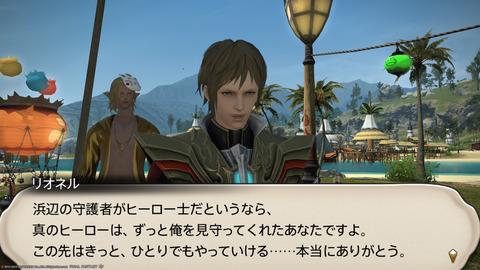 リオネル
浜辺の守護者がヒーロー士だというなら、
真のヒーローは、ずっと俺を見守ってくれたあなたですよ。
この先はきっと、ひとりでもやっていける……本当にありがとう。